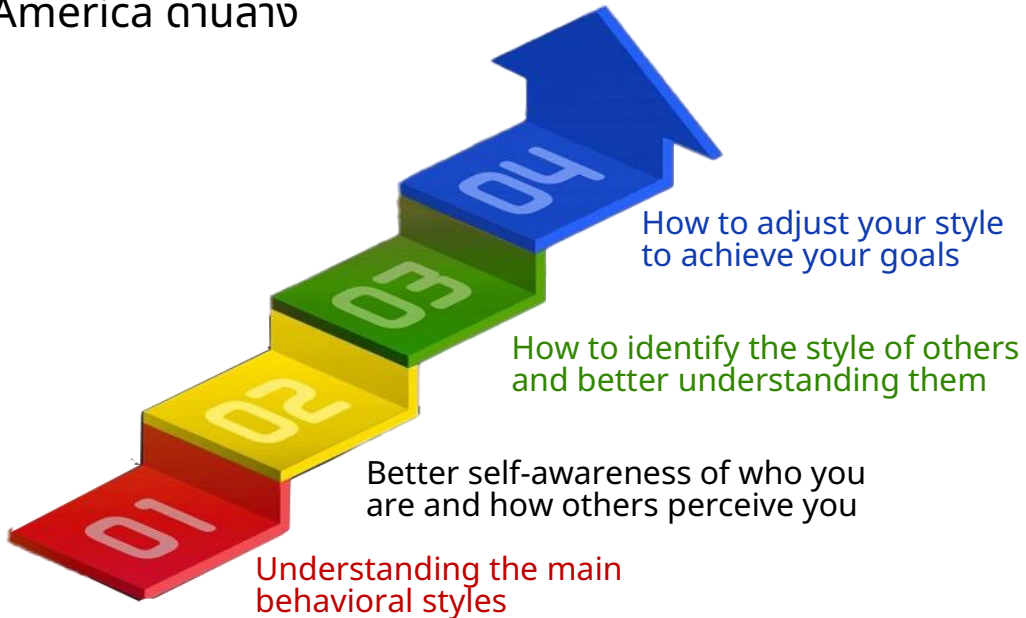 America ดานลาง
04
How to adjust your style
to achieve your goals
03
How to identify the style of others
and better understanding them
02
Better self-awareness of who you
are and how others perceive you
01
Understanding the main
behavioral styles